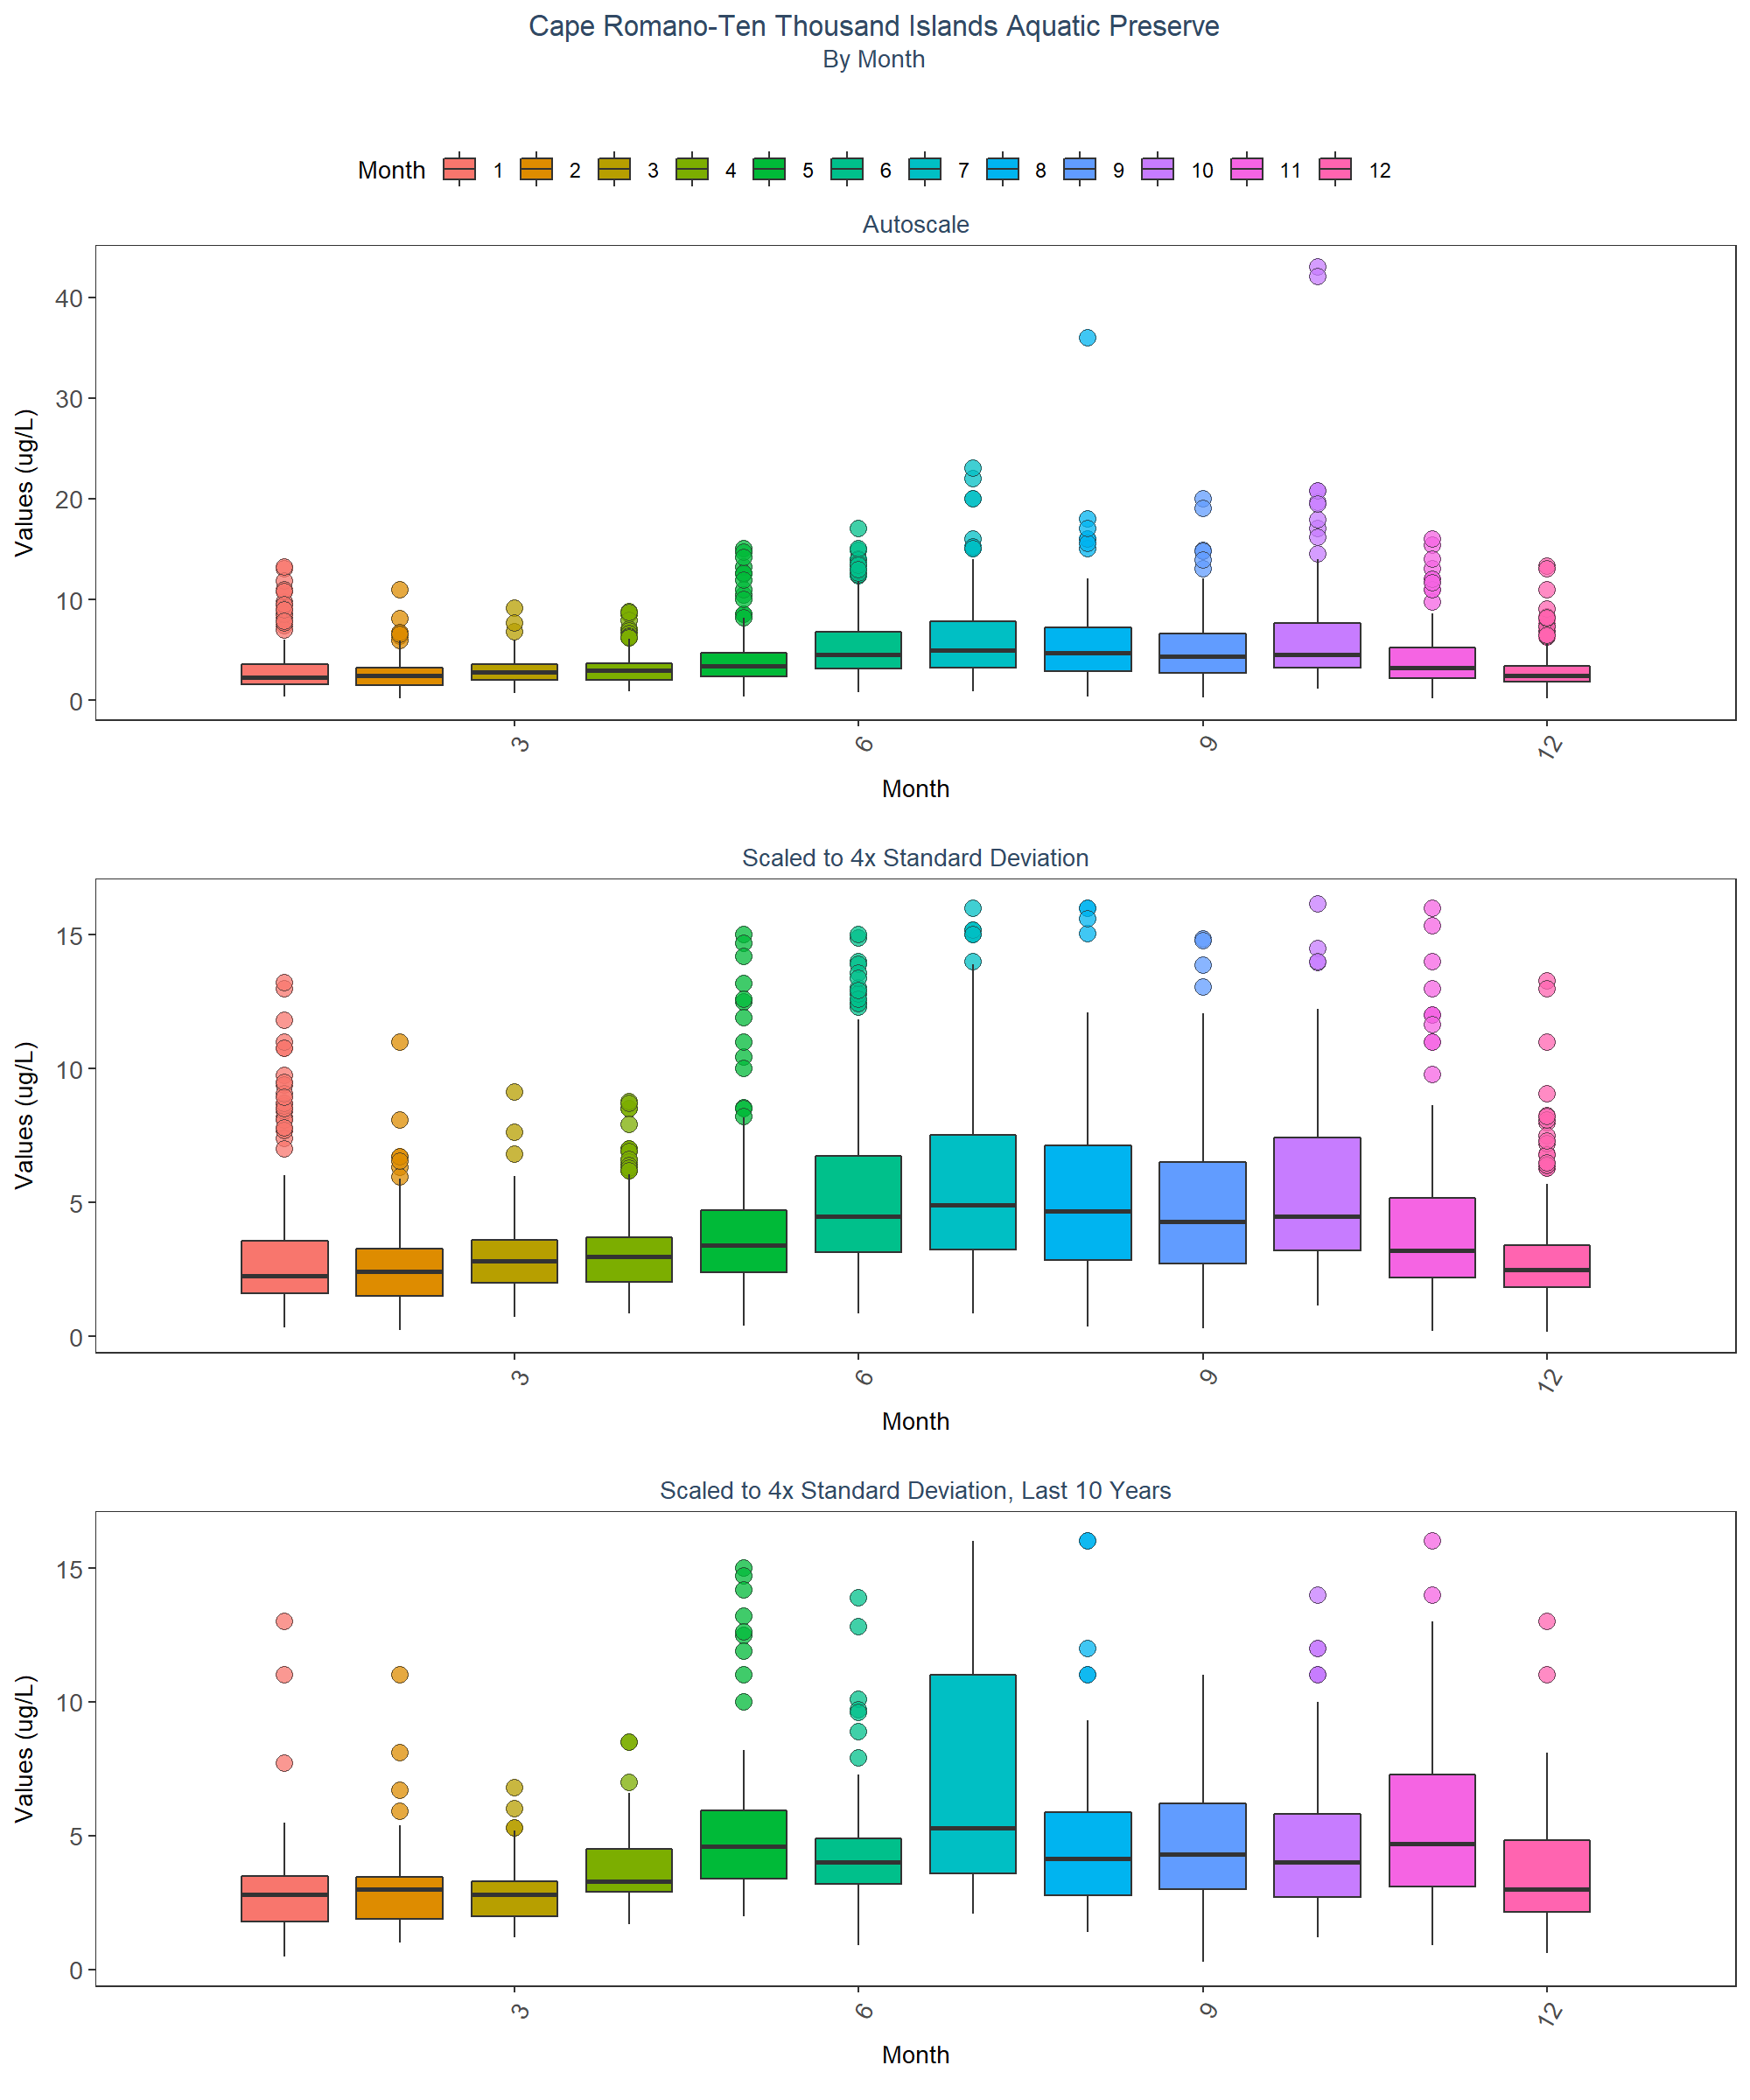 Cape Romano-Ten Thousand Islands Aquatic Preserve
By Month
Month 1 2 3 4 5 6 7 8 9 10 11 12
Autoscale
Values (ug/L)
40
30
20
10
0
3 6 9 12
Month
Scaled to 4x Standard Deviation
Values (ug/L)
15
10
5
0
3 6 9 12
Month
Scaled to 4x Standard Deviation, Last 10 Years
Values (ug/L)
15
10
5
0
3 6 9 12
Month